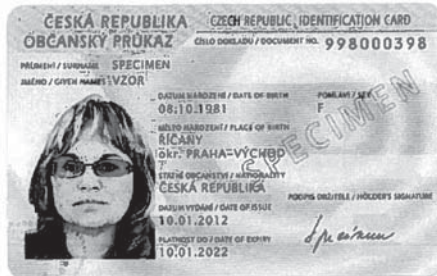 ČESKÁ REPUBLIKA
CZECH REPUBLIC, IDENTIFICATION CARD
OBČANSKÝ PRŮKAZ
ČÍSLO DOKLADU / DOCUMENT NO. 998000398
PŘÍJMENÍ / SURNAME SPECIMEN
JMÉNO / GIVEN NAMES VZOR
DATUM NAROZENÍ / DATE OF BIRTH
POHLAVÍ / SEX
08.10.1981
F
MÍSTO NAROZENÍ / PLACE OF BIRTH
ŘÍČANY
okr. PRAHA-VÝCHOD
SPECIMEN
STÁTNÍ OBČANSTVÍ / NATIONALITY
ČESKÁ REPUBLIKA
PODPIS DRŽITELE / HOLDER'S SIGNATURE
DATUM VYDÁNÍ / DATE OF ISSUE
10.01.2012
Specimen
PLATNOST DO / DATE OF EXPIRY
10.01.2022